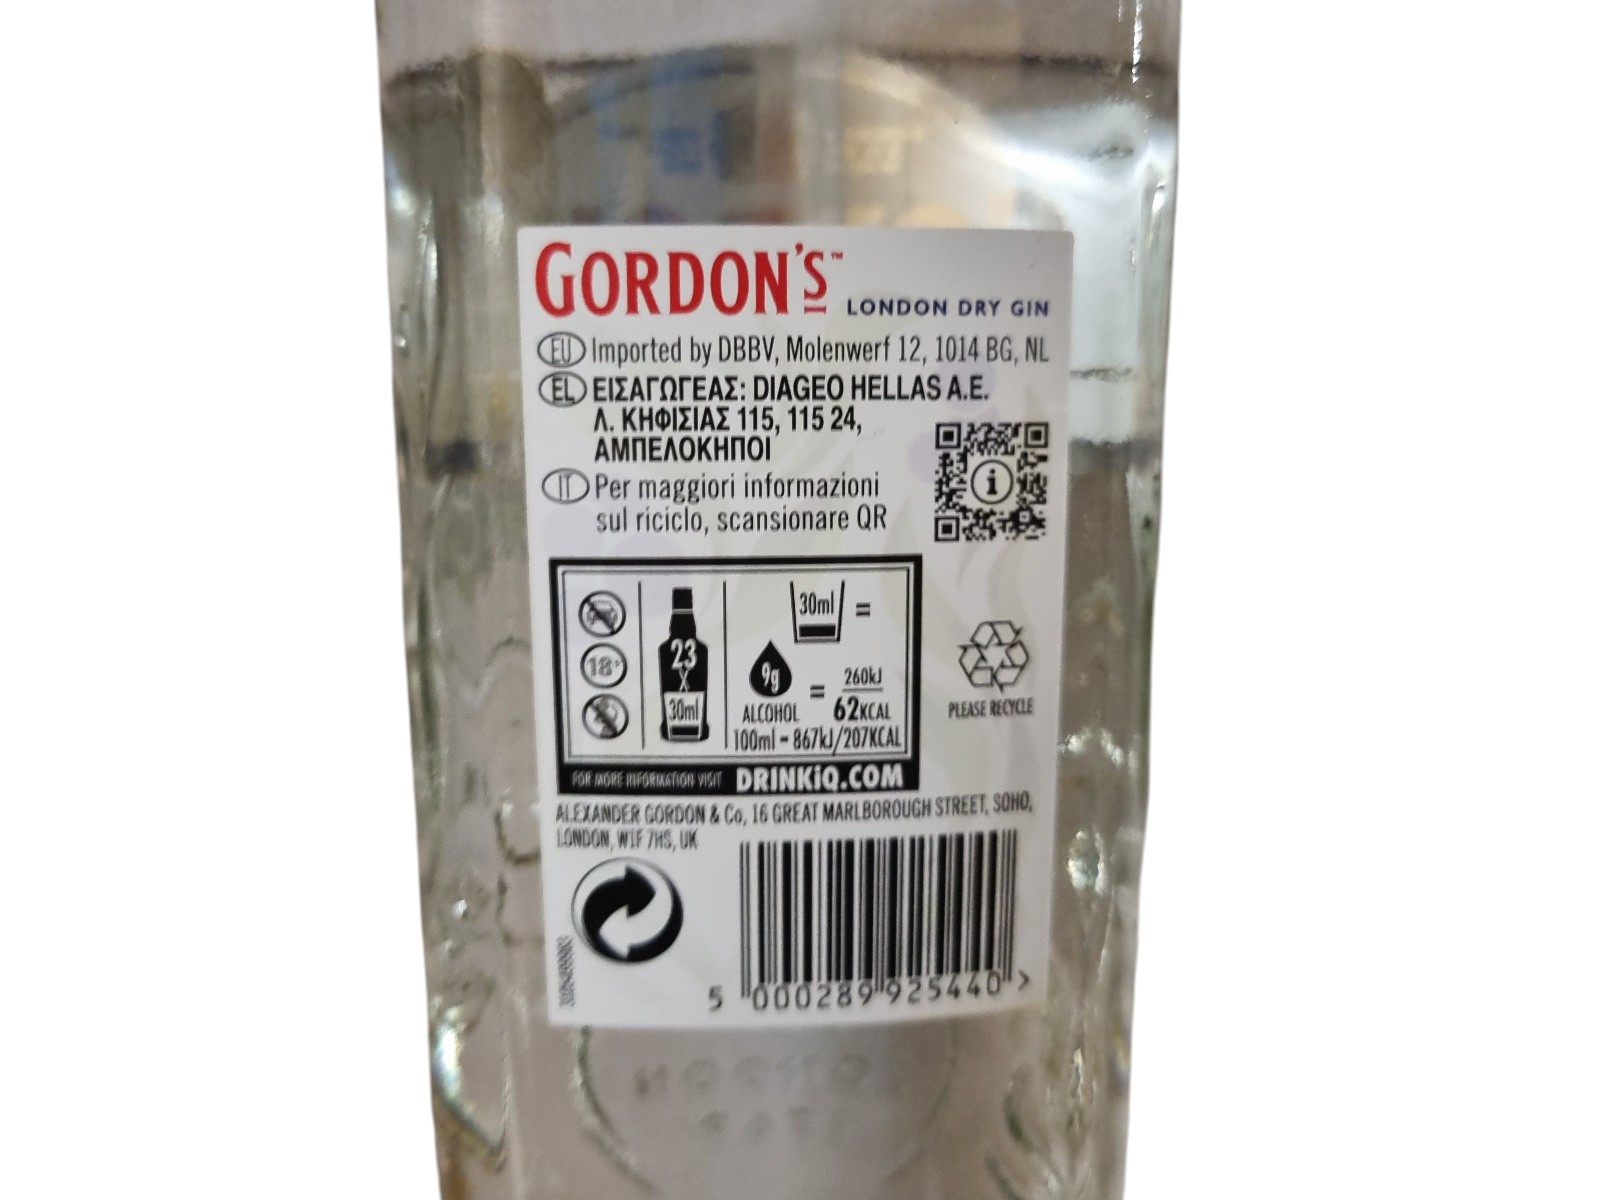 GORDON'S™ LONDON DRY GIN
EU Imported by DBBV, Molenwerf 12, 1014 BG, NL
EL ΕΙΣΑΓΩΓΕΑΣ: DIAGEO HELLAS A.E.
Λ. ΚΗΦΙΣΙΑΣ 115, 115 24,
ΑΜΠΕΛΟΚΗΠΟΙ
IT Per maggiori informazioni
sul riciclo, scansionare QR
i
30ml =
18+
23
X
30ml
9g
ALCOHOL
= 260kJ
62KCAL
100ml - 867kJ/207KCAL
PLEASE RECYCLE
FOR MORE INFORMATION VISIT DRINKiQ.COM
ALEXANDER GORDON & Co, 16 GREAT MARLBOROUGH STREET, SOHO,
LONDON, W1F 7HS, UK
5 000289 925440 >